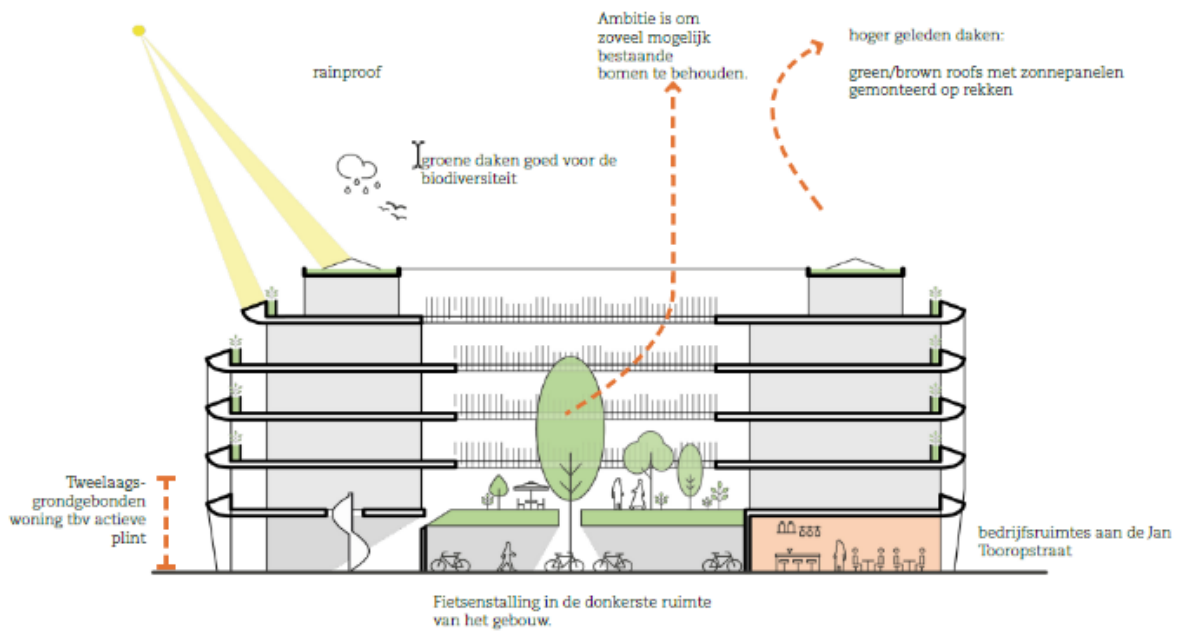 Ambitie is om
zoveel mogelijk
bestaande
bomen te behouden.
hoger geleden daken:
green/brown roofs met zonnepanelen
gemonteerd op rekken
rainproof
groene daken goed voor de
biodiversiteit
Tweelaags-
grondgebonden
woning tbv actieve
plint
bedrijfsruimtes aan de Jan
Tooropstraat
Fietsenstalling in de donkerste ruimte
van het gebouw.